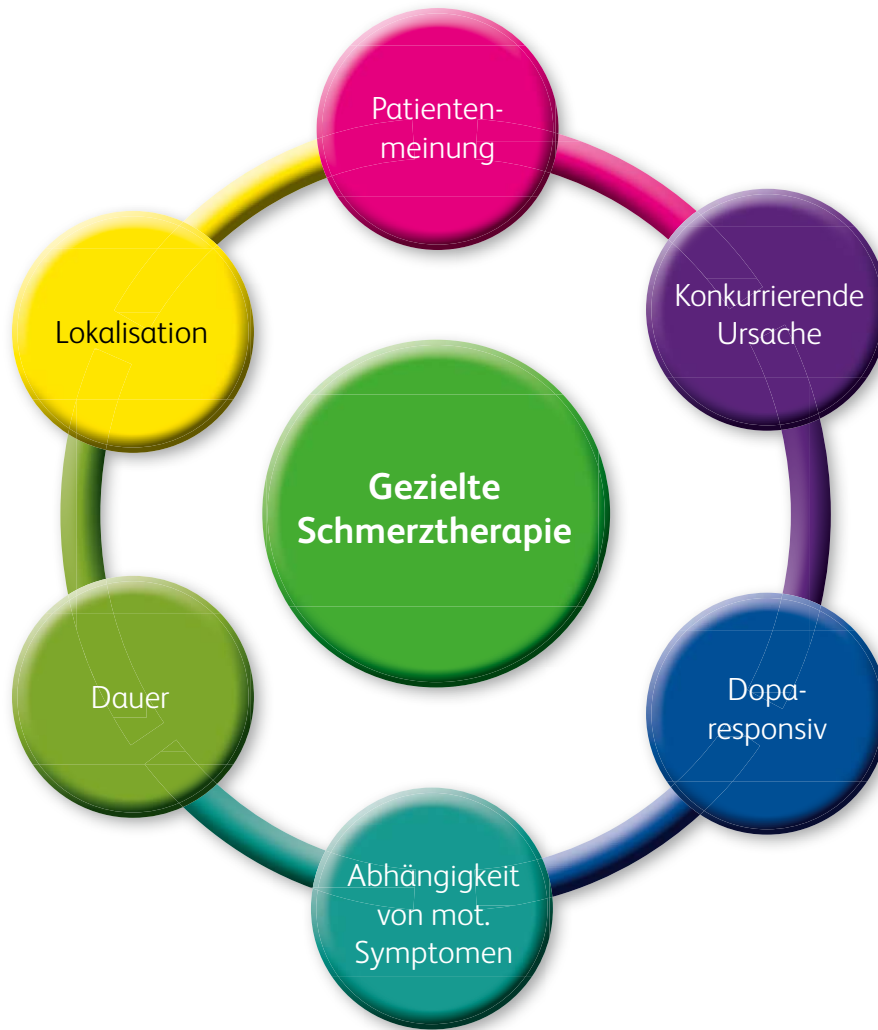 Patienten-
meinung
Konkurrierende
Ursache
Lokalisation
Gezielte
Schmerztherapie
Dopa-
responsiv
Dauer
Abhängigkeit
von mot.
Symptomen